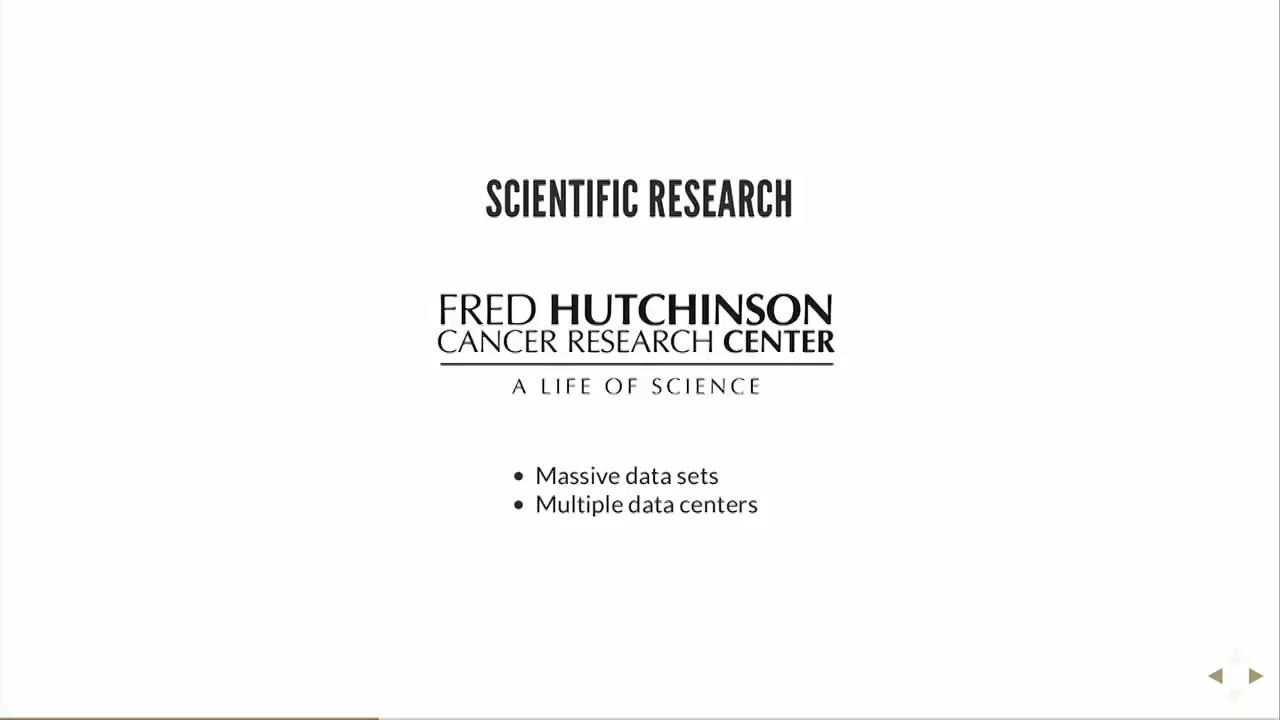 SCIENTIFIC RESEARCH
FRED HUTCHINSON
CANCER RESEARCH CENTER
A LIFE OF SCIENCE
• Massive data sets
• Multiple data centers